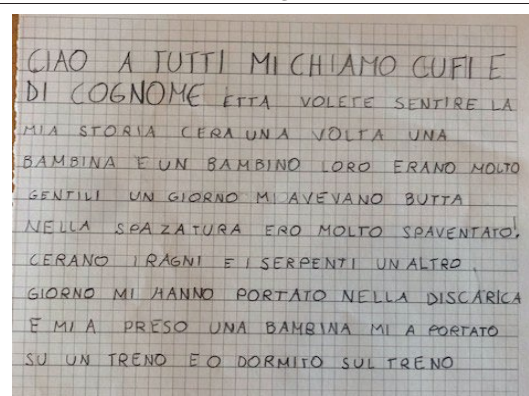 CIAO A TUTTI MI CHIAMO CUFI E
DI COGNOME ETTA VOLETE SENTIRE LA
MIA STORIA CERA UNA VOLTA UNA
BAMBINA E UN BAMBINO LORO ERANO MOLTO
GENTILI UN GIORNO MI AVEVANO BUTTA
NELLA SPAZATURA ERO MOLTO SPAVENTATO!
CERANO I RAGNI E I SERPENTI UN ALTRO
GIORNO MI HANNO PORTATO NELLA DISCARICA
E MI A PRESO UNA BAMBINA MI A PORTATO
SU UN TRENO E O DORMITO SUL TRENO